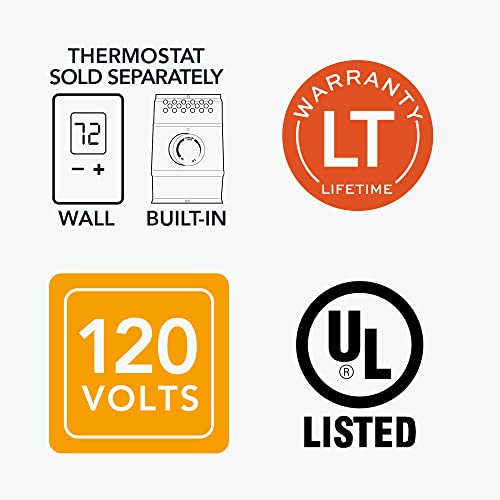 THERMOSTAT
SOLD SEPARATELY
72
− +
WALL
BUILT-IN
WARRANTY
LT
LIFETIME
120
VOLTS
UL
®
LISTED